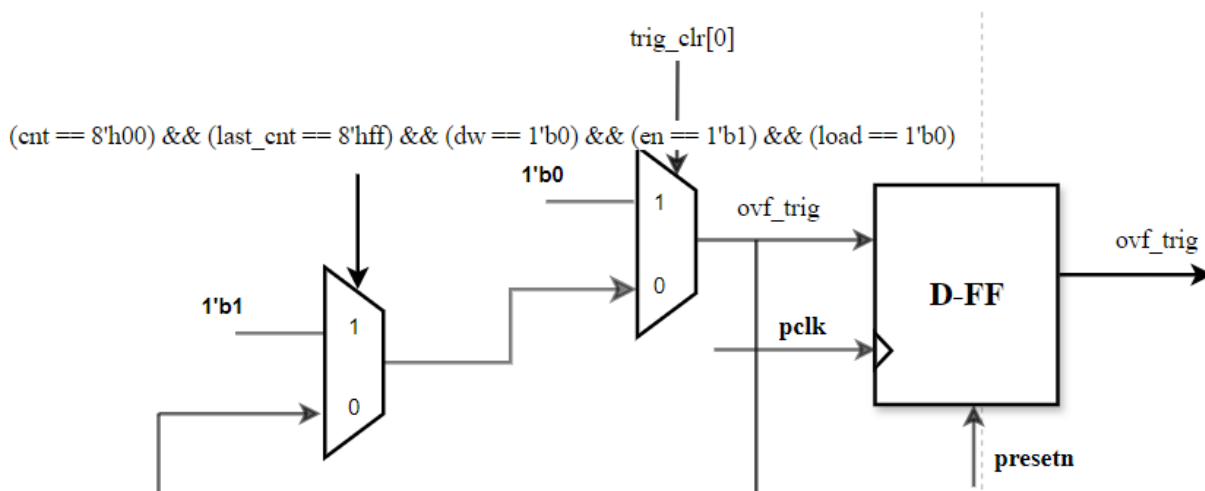 trig_clr[0]
(cnt == 8'h00) && (last_cnt == 8'hff) && (dw == 1'b0) && (en == 1'b1) && (load == 1'b0)
1'b0
1
ovf_trig
ovf_trig
0
D-FF
1'b1
1
pclk
0
presetn